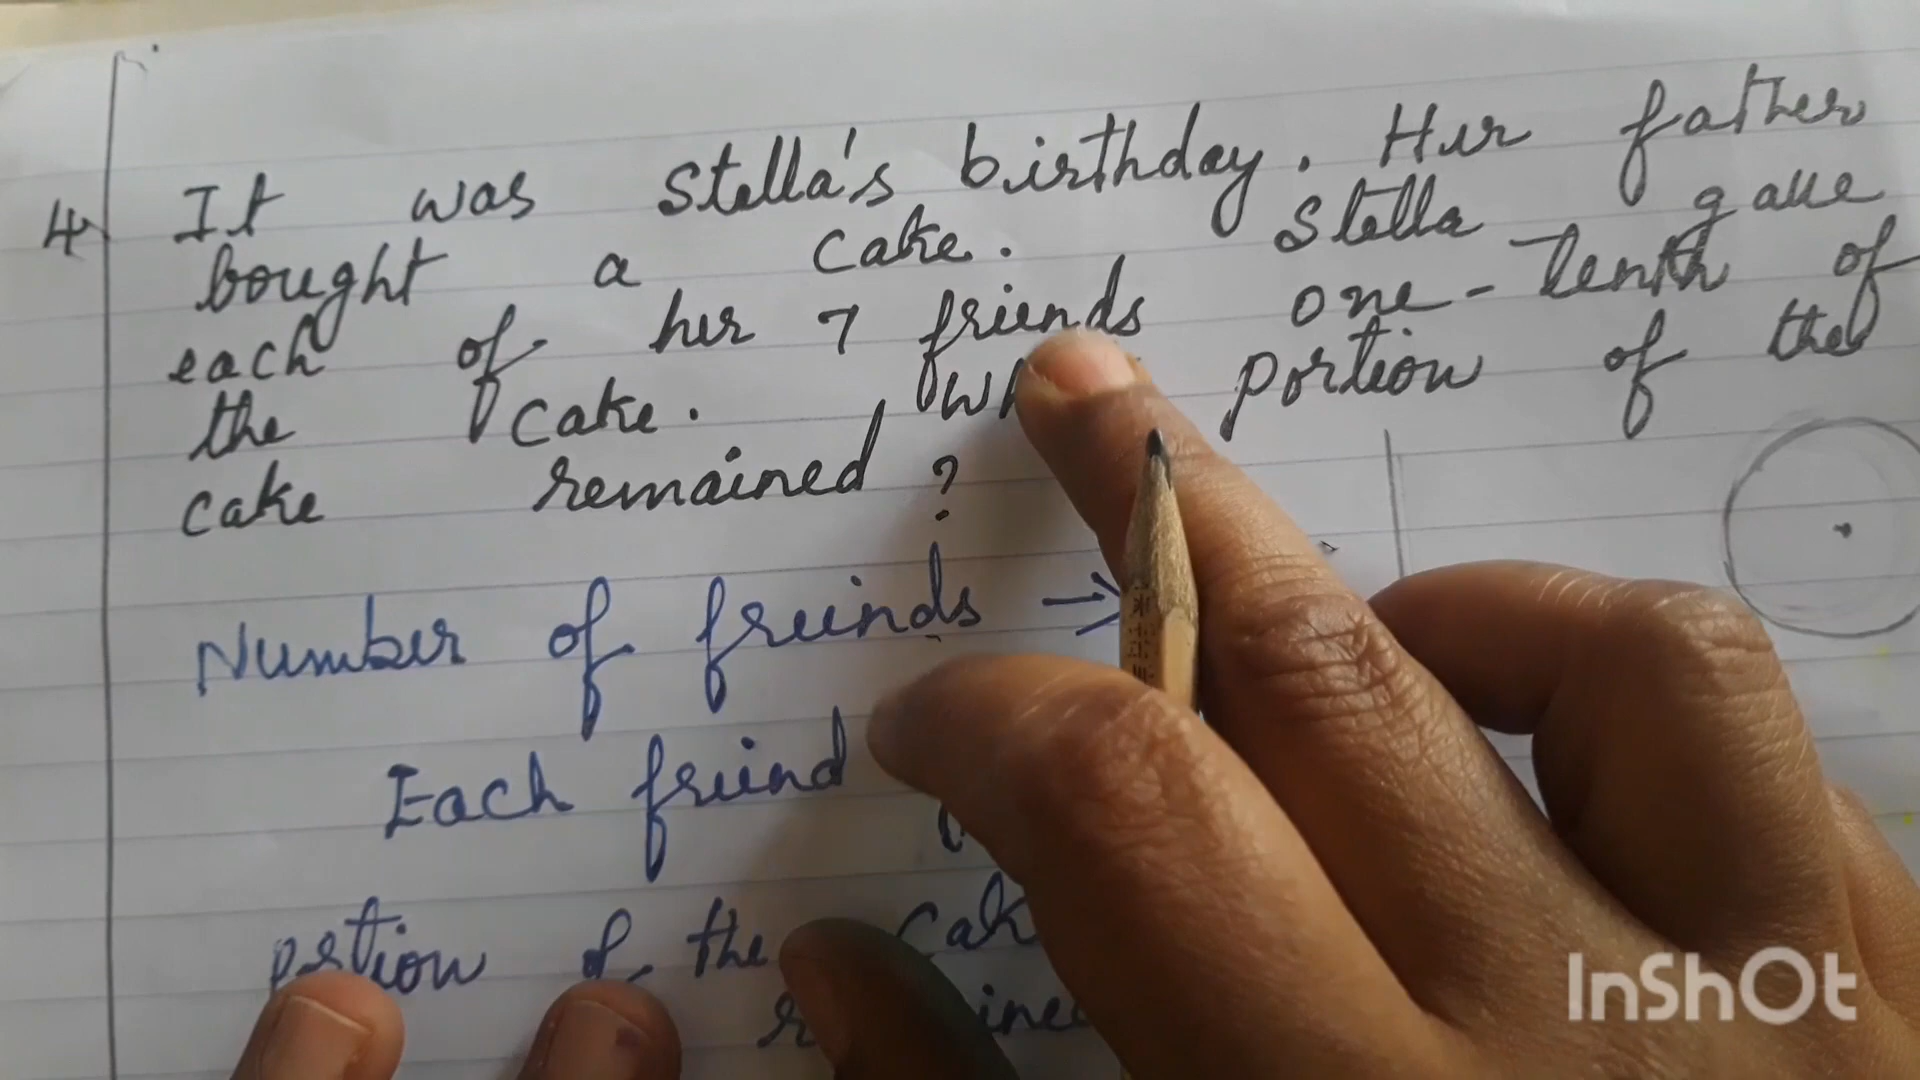 4 It was Stella's birthday. Her father
bought a cake. Stella gave
each of her 7 friends one-tenth of
the cake. portion of the
cake remained ?
Number of freinds →
Each freind
portion of the
InShOt